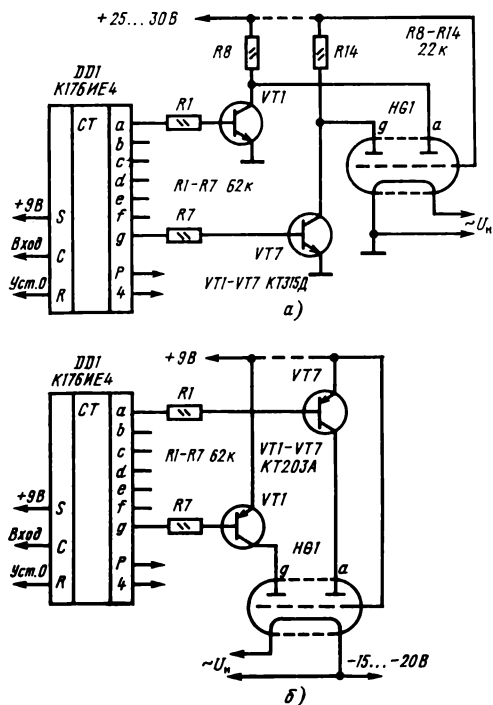 +25...30В
R8
R14
R8-R14
22 к
DD1
К176ИЕ4
CT
a
b
c
d
e
f
g
P
4
S
C
R
+9В
Вход
Уст.0
R1
VT1
R1-R7 62к
R7
VT7
VT1-VT7 КТ315Д
HG1
g
a
~Uн
а)
+9В
DD1
К176ИЕ4
CT
a
b
c
d
e
f
g
P
4
S
C
R
+9В
Вход
Уст.0
R1
VT7
R1-R7 62к
VT1-VT7
КТ203А
R7
VT1
HG1
g
a
~Uн
-15...-20В
б)